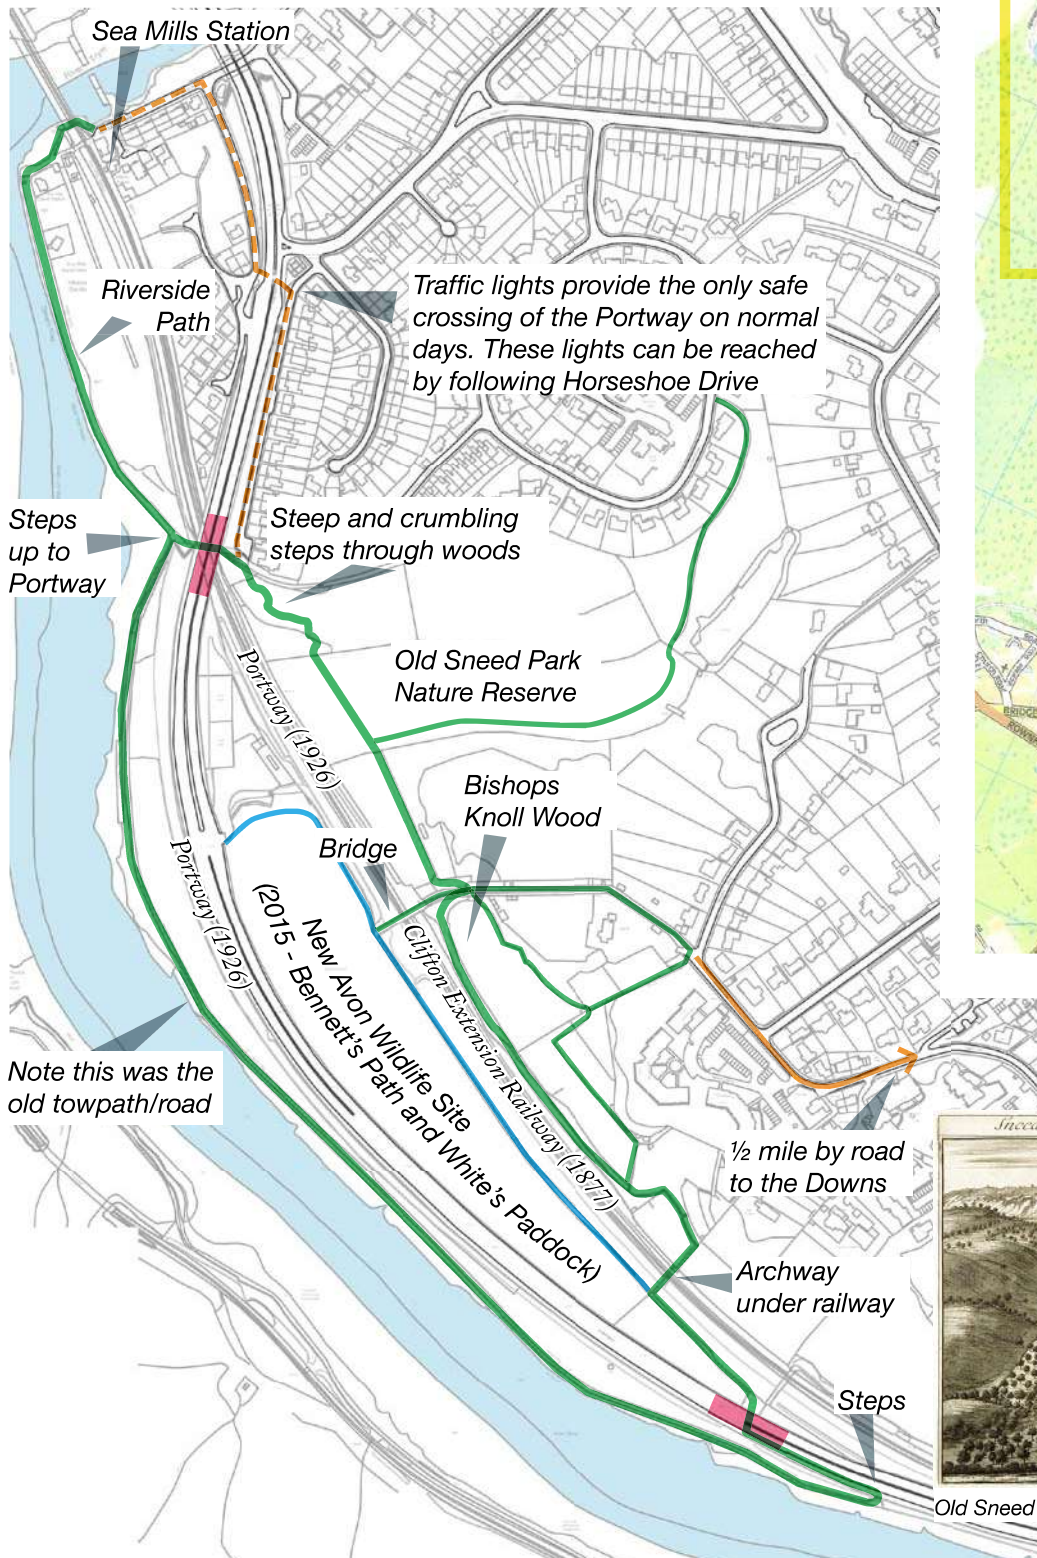 Sea Mills Station
Riverside
Path
Traffic lights provide the only safe
crossing of the Portway on normal
days. These lights can be reached
by following Horseshoe Drive
Steps
up to
Portway
Steep and crumbling
steps through woods
Old Sneed Park
Nature Reserve
Portway (1926)
Bishops
Knoll Wood
Bridge
Portway (1926)
New Avon Wildlife Site
(2015 - Bennett's Path and White's Paddock)
Clifton Extension Railway (1877)
Note this was the
old towpath/road
½ mile by road
to the Downs
Archway
under railway
Steps
Old Sneed